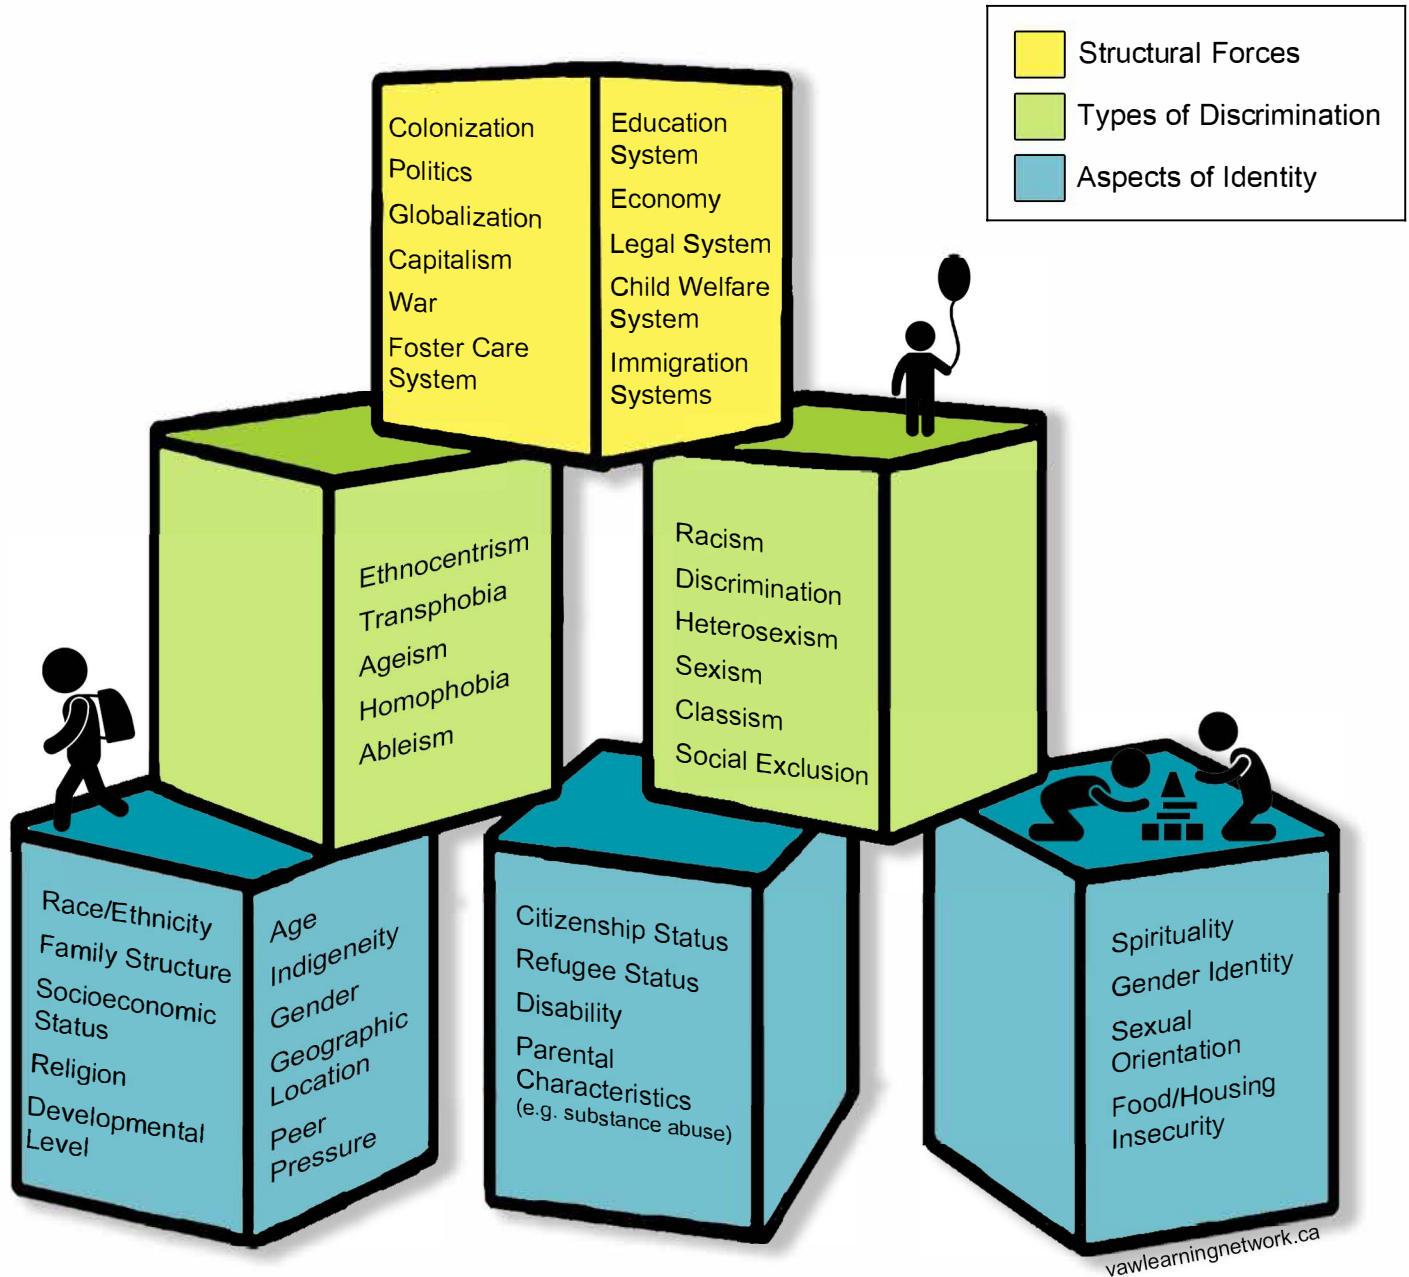 Structural Forces
Types of Discrimination
Aspects of Identity
Colonization
Politics
Globalization
Capitalism
War
Foster Care
System
Education
System
Economy
Legal System
Child Welfare
System
Immigration
Systems
Ethnocentrism
Transphobia
Ageism
Homophobia
Ableism
Racism
Discrimination
Heterosexism
Sexism
Classism
Social Exclusion
Race/Ethnicity
Family Structure
Socioeconomic
Status
Religion
Developmental
Level
Age
Indigeneity
Gender
Geographic
Location
Peer
Pressure
Citizenship Status
Refugee Status
Disability
Parental
Characteristics
(e.g. substance abuse)
Spirituality
Gender Identity
Sexual
Orientation
Food/Housing
Insecurity
vawlearningnetwork.ca